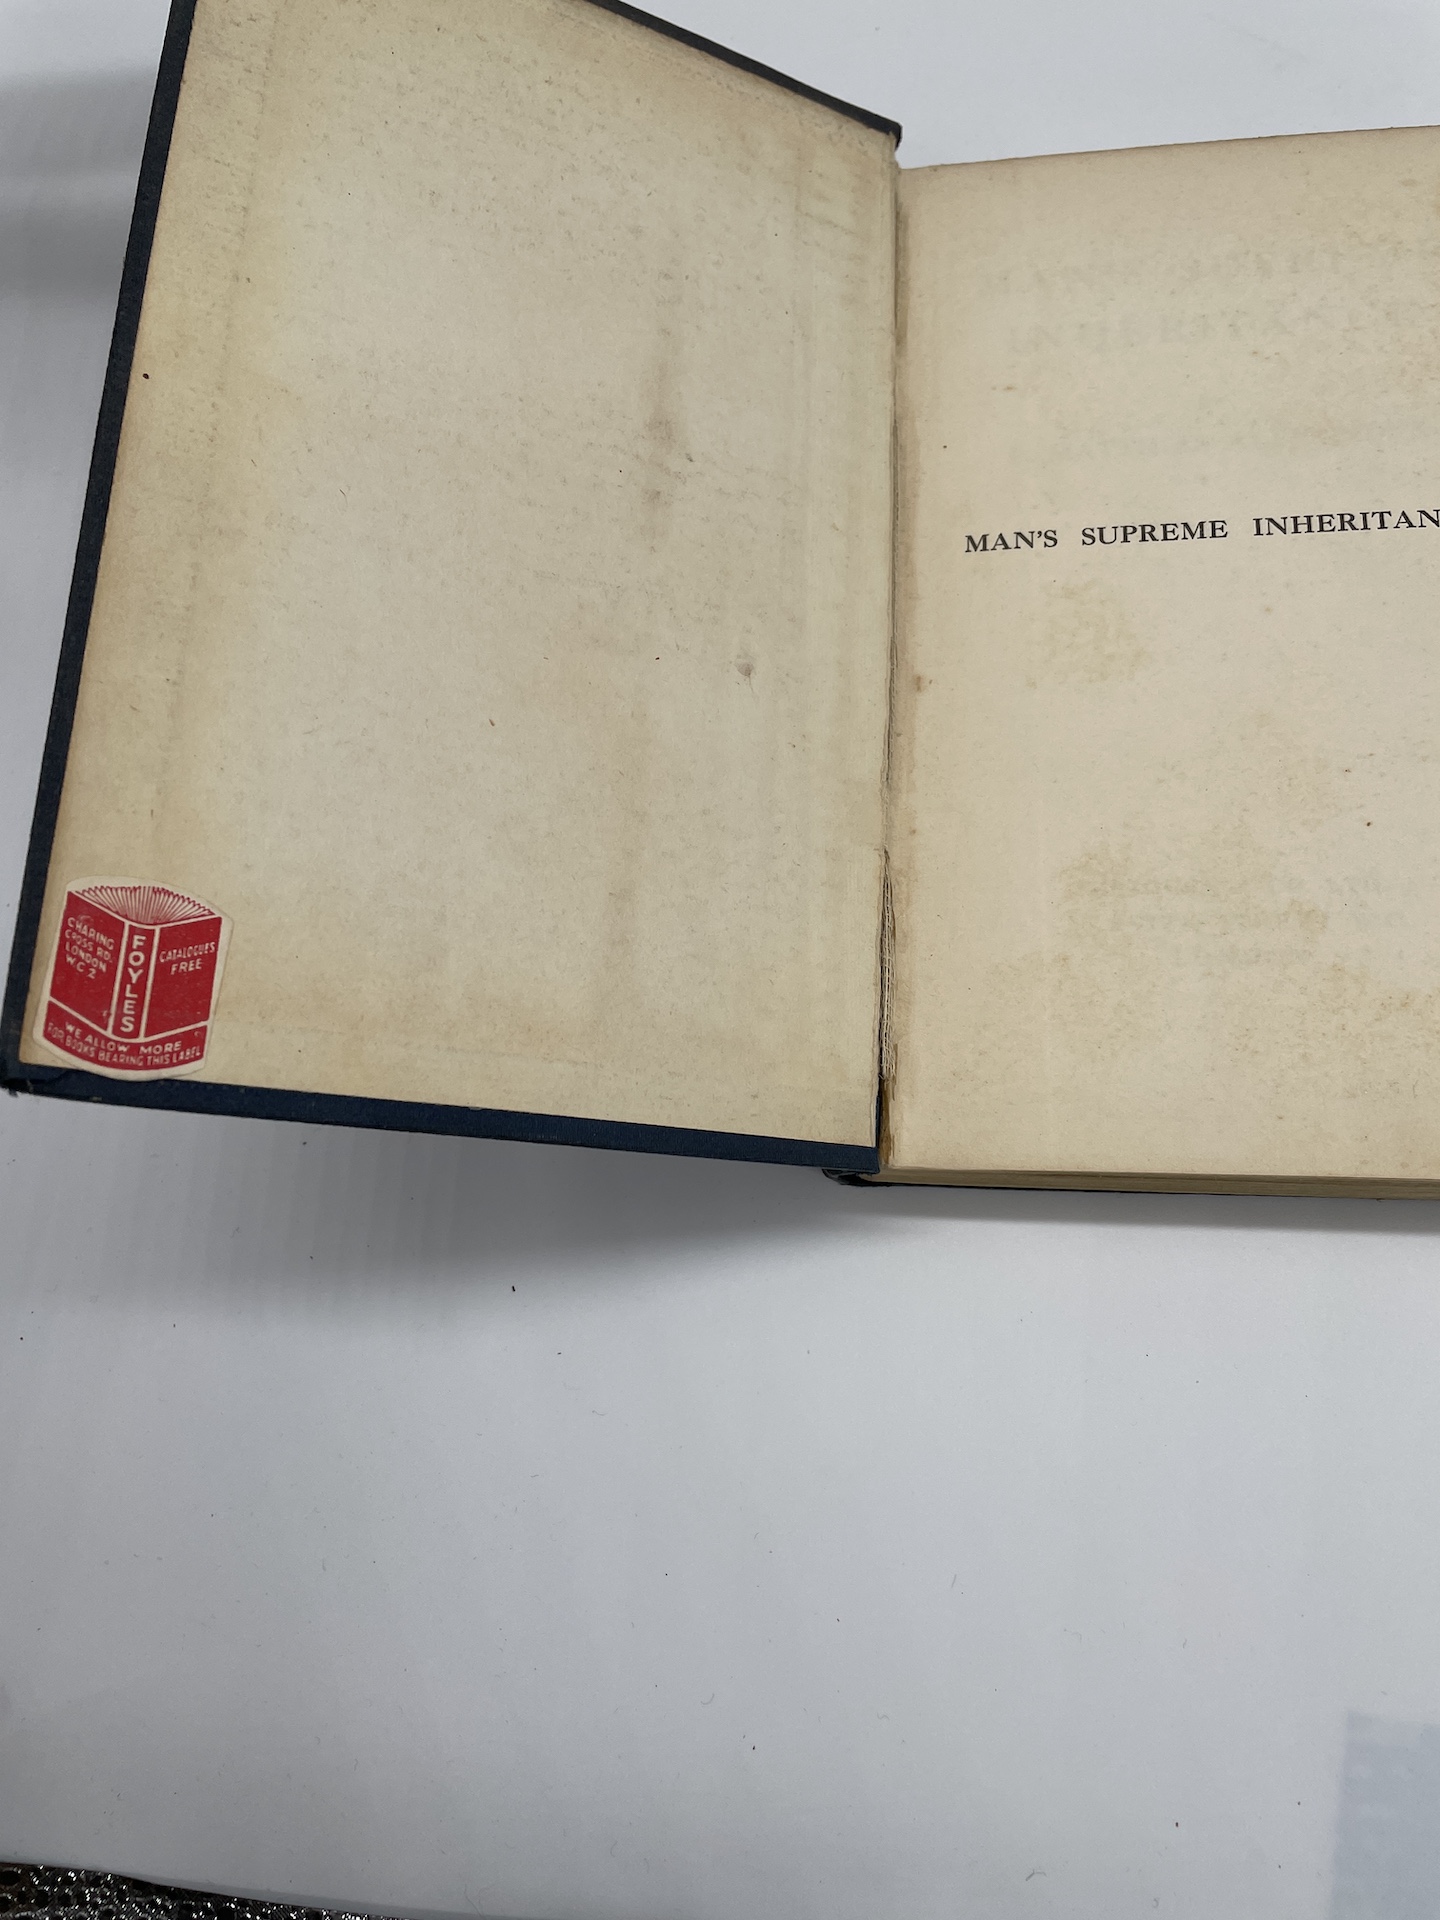 MAN'S SUPREME INHERITAN
CHARING
CROSS RD.
LONDON
W.C.2
FOYLES
CATALOGUES
FREE
WE ALLOW MORE
FOR BOOKS BEARING THIS LABEL